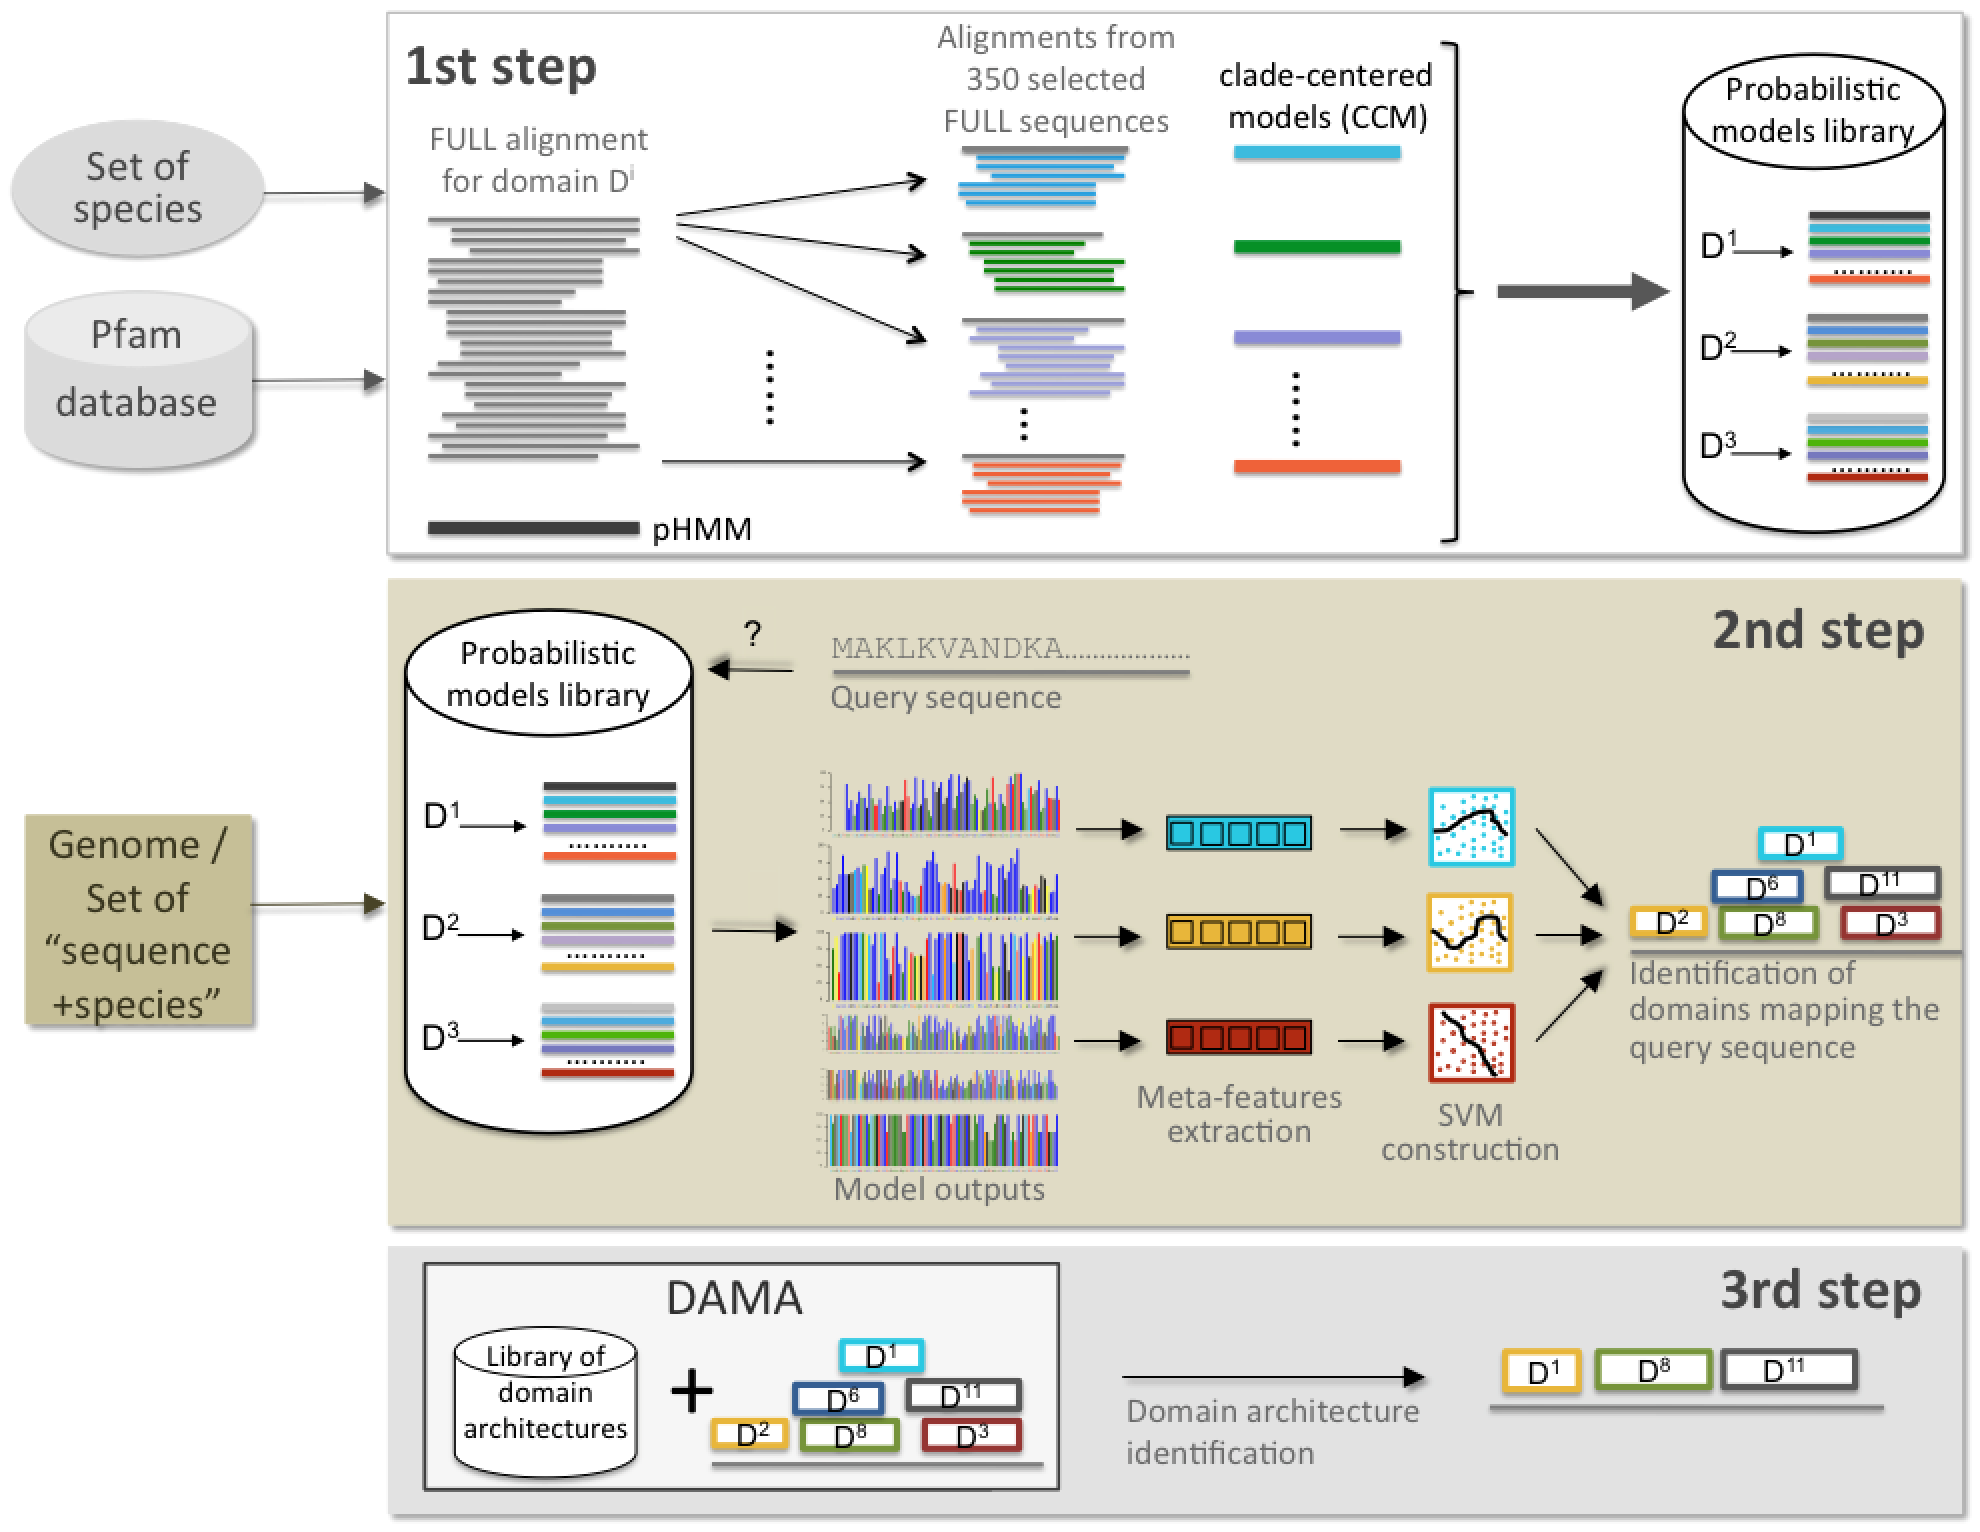 1st step
Set of
species
Pfam
database
FULL alignment
for domain Dⁱ
pHMM
Alignments from
350 selected
FULL sequences
clade-centered
models (CCM)
Probabilistic
models library
D¹
D²
D³
2nd step
Genome /
Set of
“sequence
+species”
Probabilistic
models library
D¹
D²
D³
?
MAKLKVANDKA...................
Query sequence
Model outputs
Meta-features
extraction
SVM
construction
D¹
D⁶ D¹¹
D² D⁸ D³
Identification of
domains mapping the
query sequence
3rd step
DAMA
Library of
domain
architectures
+
D¹
D⁶ D¹¹
D² D⁸ D³
Domain architecture
identification
D¹ D⁸ D¹¹